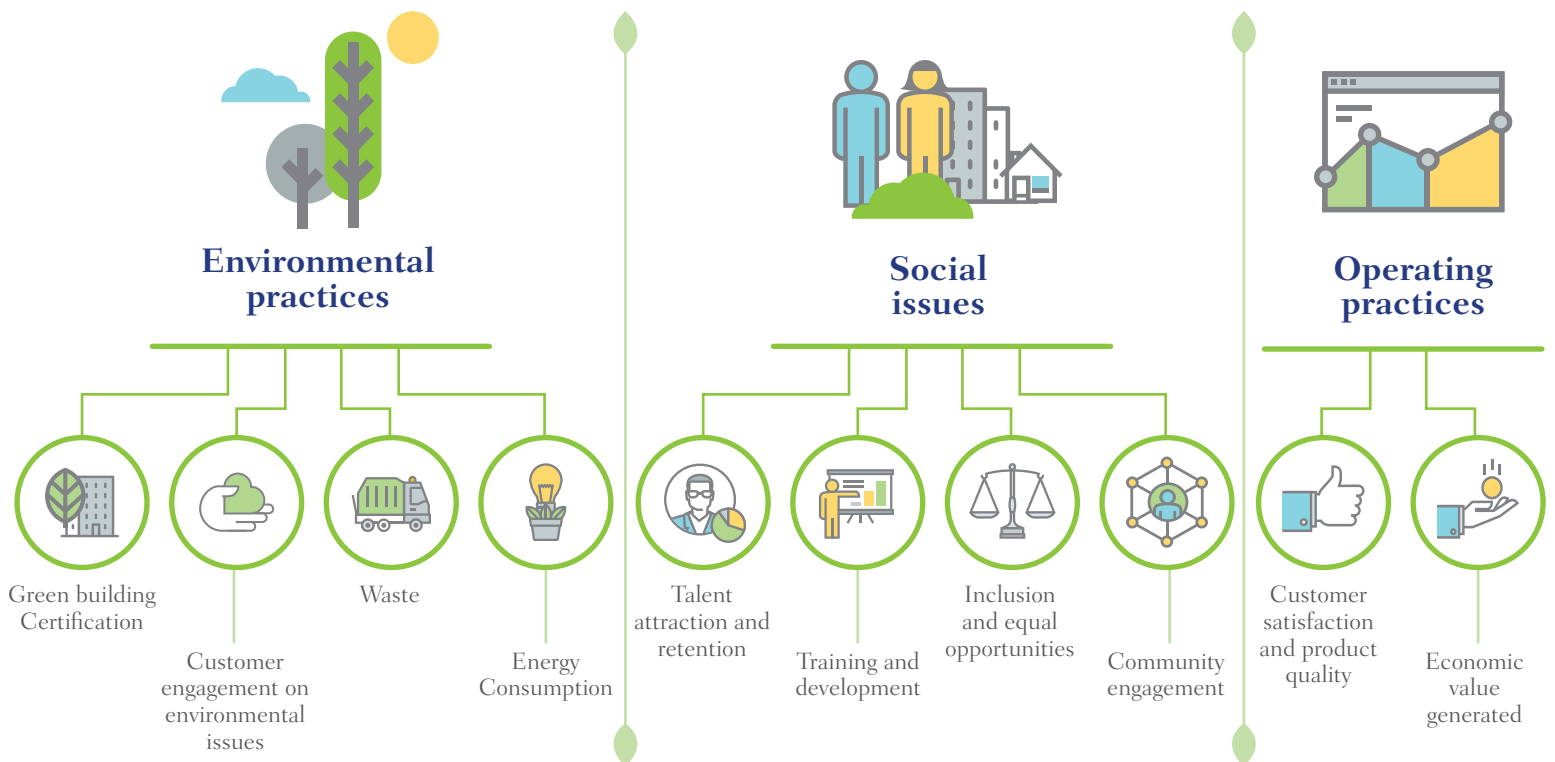 Environmental
practices
Green building
Certification
Customer
engagement on
environmental
issues
Waste
Energy
Consumption
Social
issues
Talent
attraction and
retention
Training and
development
Inclusion
and equal
opportunities
Community
engagement
Operating
practices
Customer
satisfaction
and product
quality
Economic
value
generated